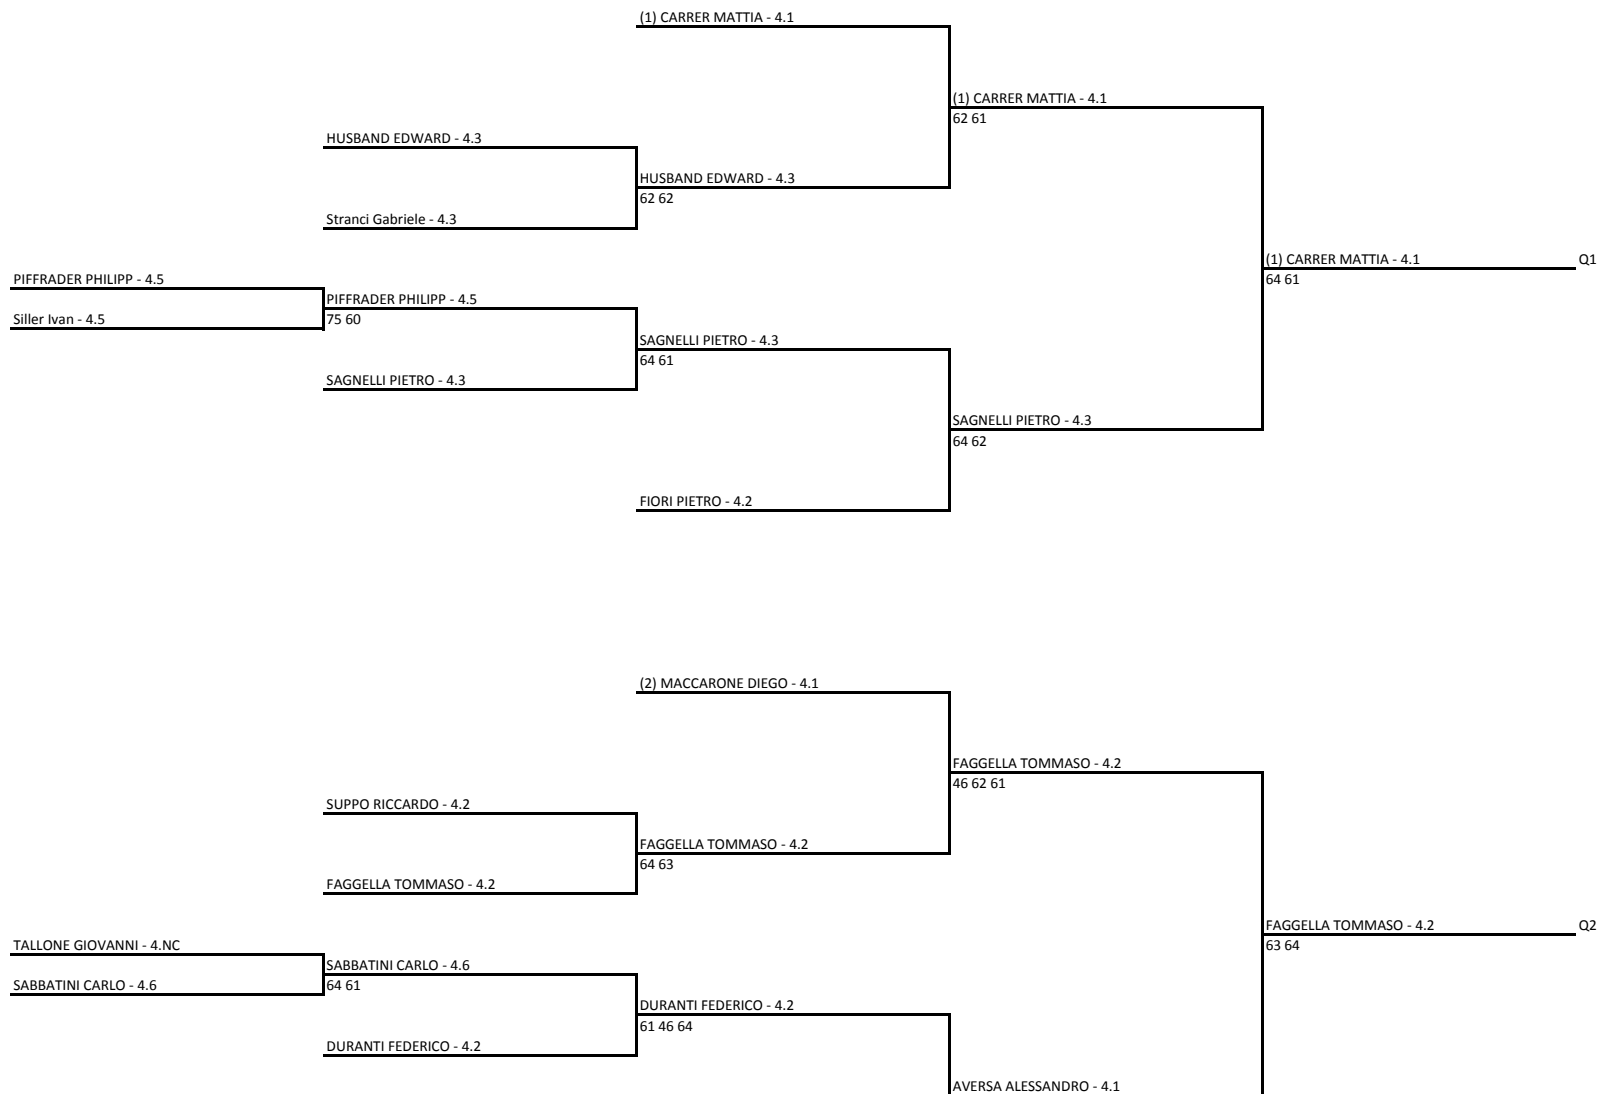 (1) CARRER MATTIA - 4.1
(1) CARRER MATTIA - 4.1
62 61
HUSBAND EDWARD - 4.3
HUSBAND EDWARD - 4.3
62 62
Stranci Gabriele - 4.3
(1) CARRER MATTIA - 4.1
Q1
64 61
PIFFRADER PHILIPP - 4.5
PIFFRADER PHILIPP - 4.5
Siller Ivan - 4.5
75 60
SAGNELLI PIETRO - 4.3
64 61
SAGNELLI PIETRO - 4.3
SAGNELLI PIETRO - 4.3
64 62
FIORI PIETRO - 4.2
(2) MACCARONE DIEGO - 4.1
FAGGELLA TOMMASO - 4.2
46 62 61
SUPPO RICCARDO - 4.2
FAGGELLA TOMMASO - 4.2
64 63
FAGGELLA TOMMASO - 4.2
FAGGELLA TOMMASO - 4.2
Q2
63 64
TALLONE GIOVANNI - 4.NC
SABBATINI CARLO - 4.6
SABBATINI CARLO - 4.6
64 61
DURANTI FEDERICO - 4.2
61 46 64
DURANTI FEDERICO - 4.2
AVERSA ALESSANDRO - 4.1